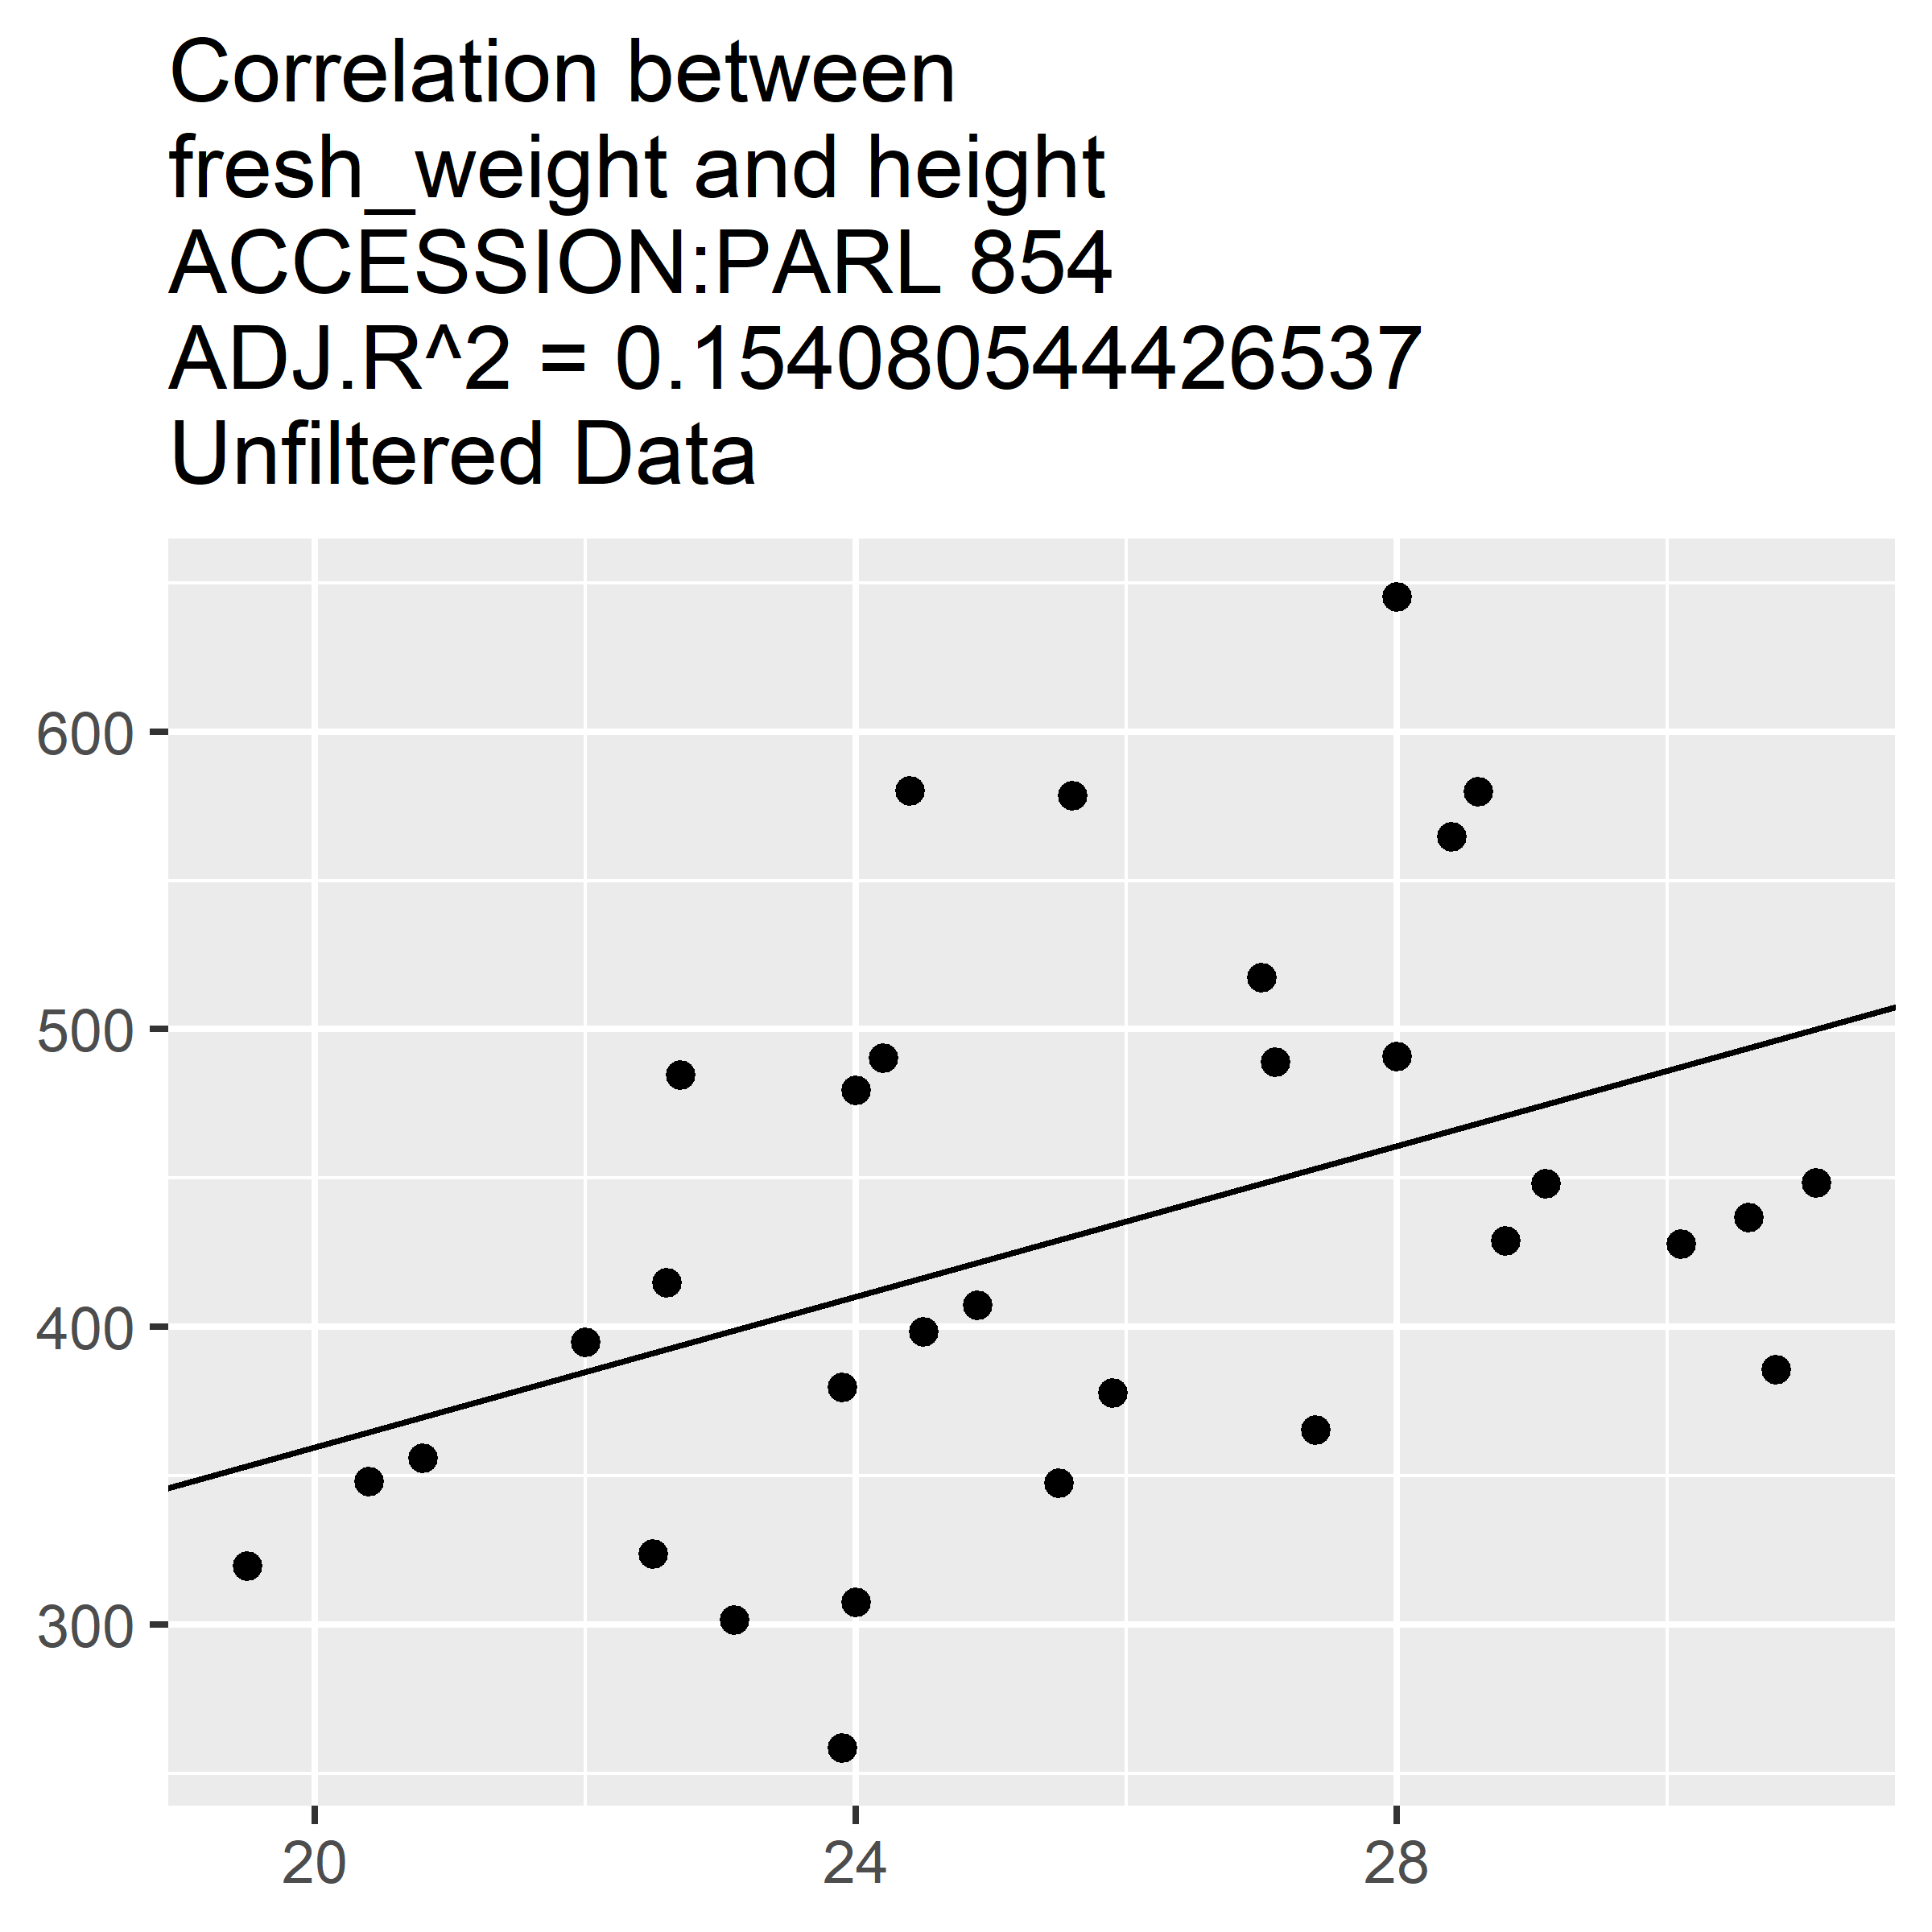 Correlation between
fresh_weight and height
ACCESSION:PARL 854
ADJ.R^2 = 0.154080544426537
Unfiltered Data
600
500
400
300
20 24 28